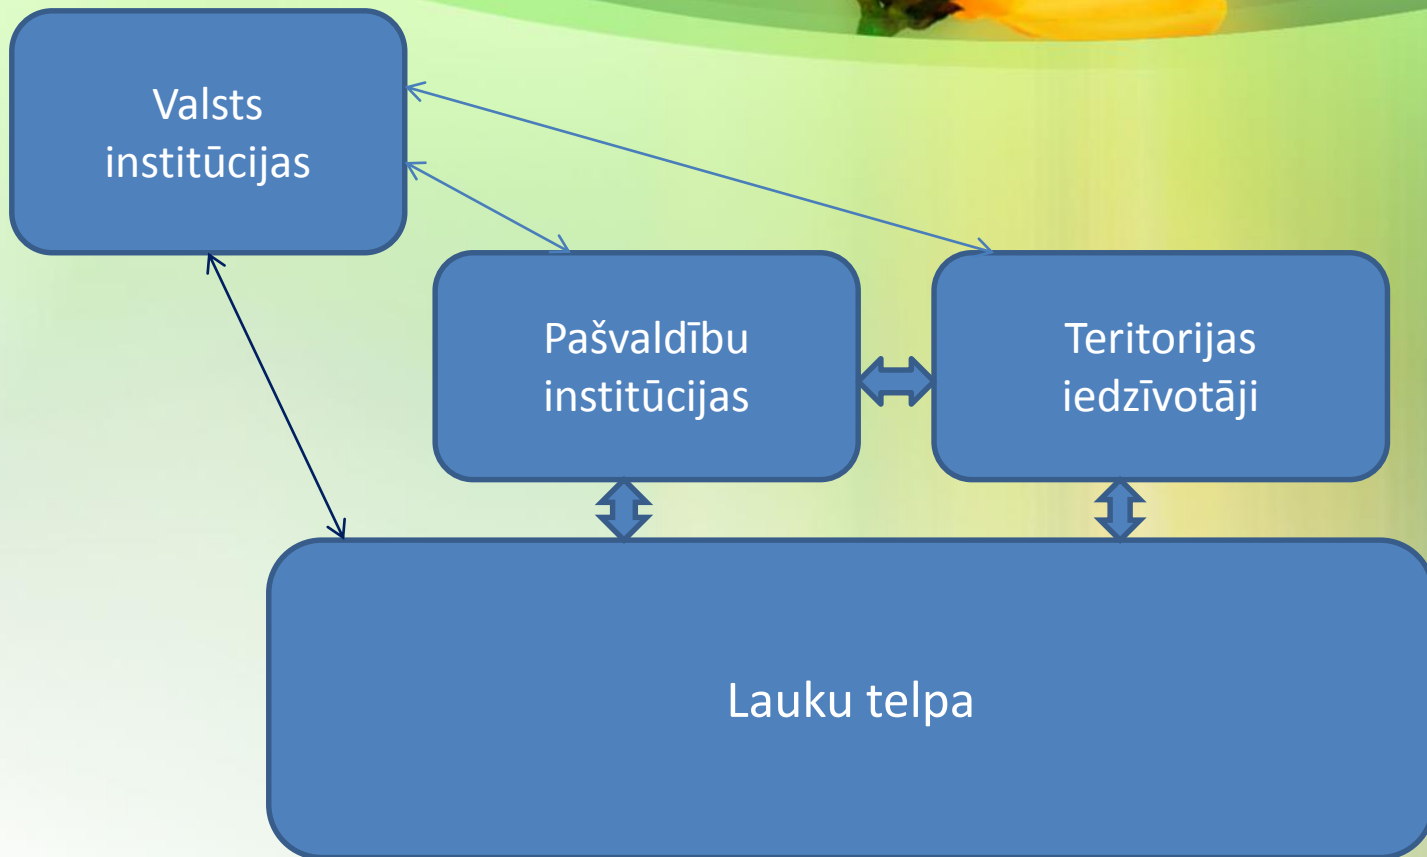 Valsts
institūcijas
Pašvaldību
institūcijas
Teritorijas
iedzīvotāji
Lauku telpa